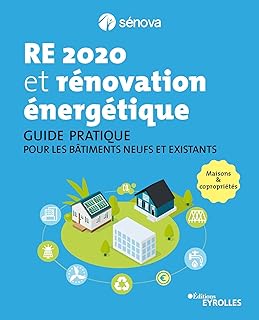 sénova
RE 2020
et rénovation
énergétique
GUIDE PRATIQUE
POUR LES BÂTIMENTS NEUFS ET EXISTANTS
Maisons
&
copropriétés
Éditions
EYROLLES